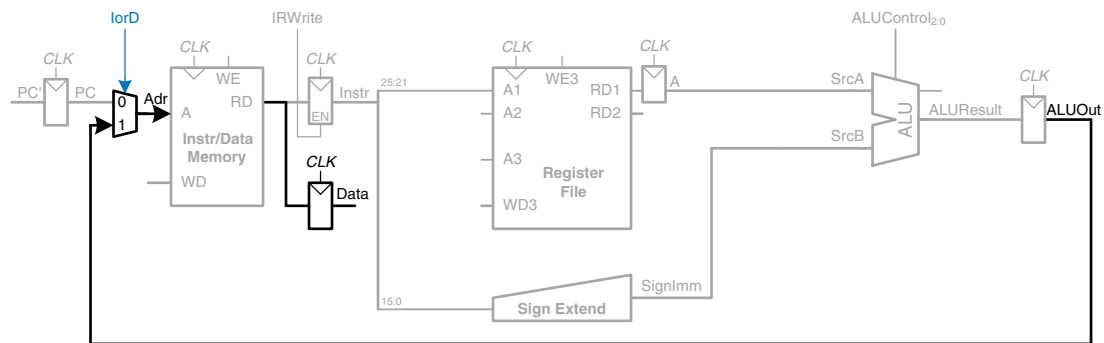 IorD
IRWrite
ALUControl2:0
CLK
CLK
CLK
CLK
CLK
CLK
PC'
PC
0
1
Adr
WE
RD
A
Instr/Data
Memory
WD
EN
Instr
CLK
Data
25:21
15:0
A1
A2
A3
WD3
WE3
RD1
RD2
Register
File
A
SrcA
SrcB
ALU
ALUResult
ALUOut
SignImm
Sign Extend